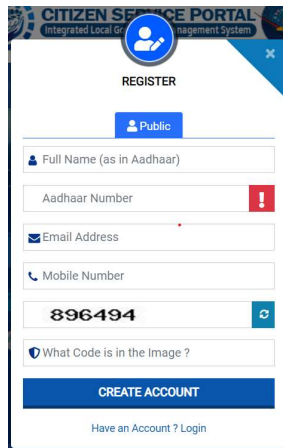 CITIZEN SERVICE PORTAL
Integrated Local Management System
REGISTER
Public
Full Name (as in Aadhaar)
Aadhaar Number
Email Address
Mobile Number
896494
What Code is in the Image ?
CREATE ACCOUNT
Have an Account ? Login